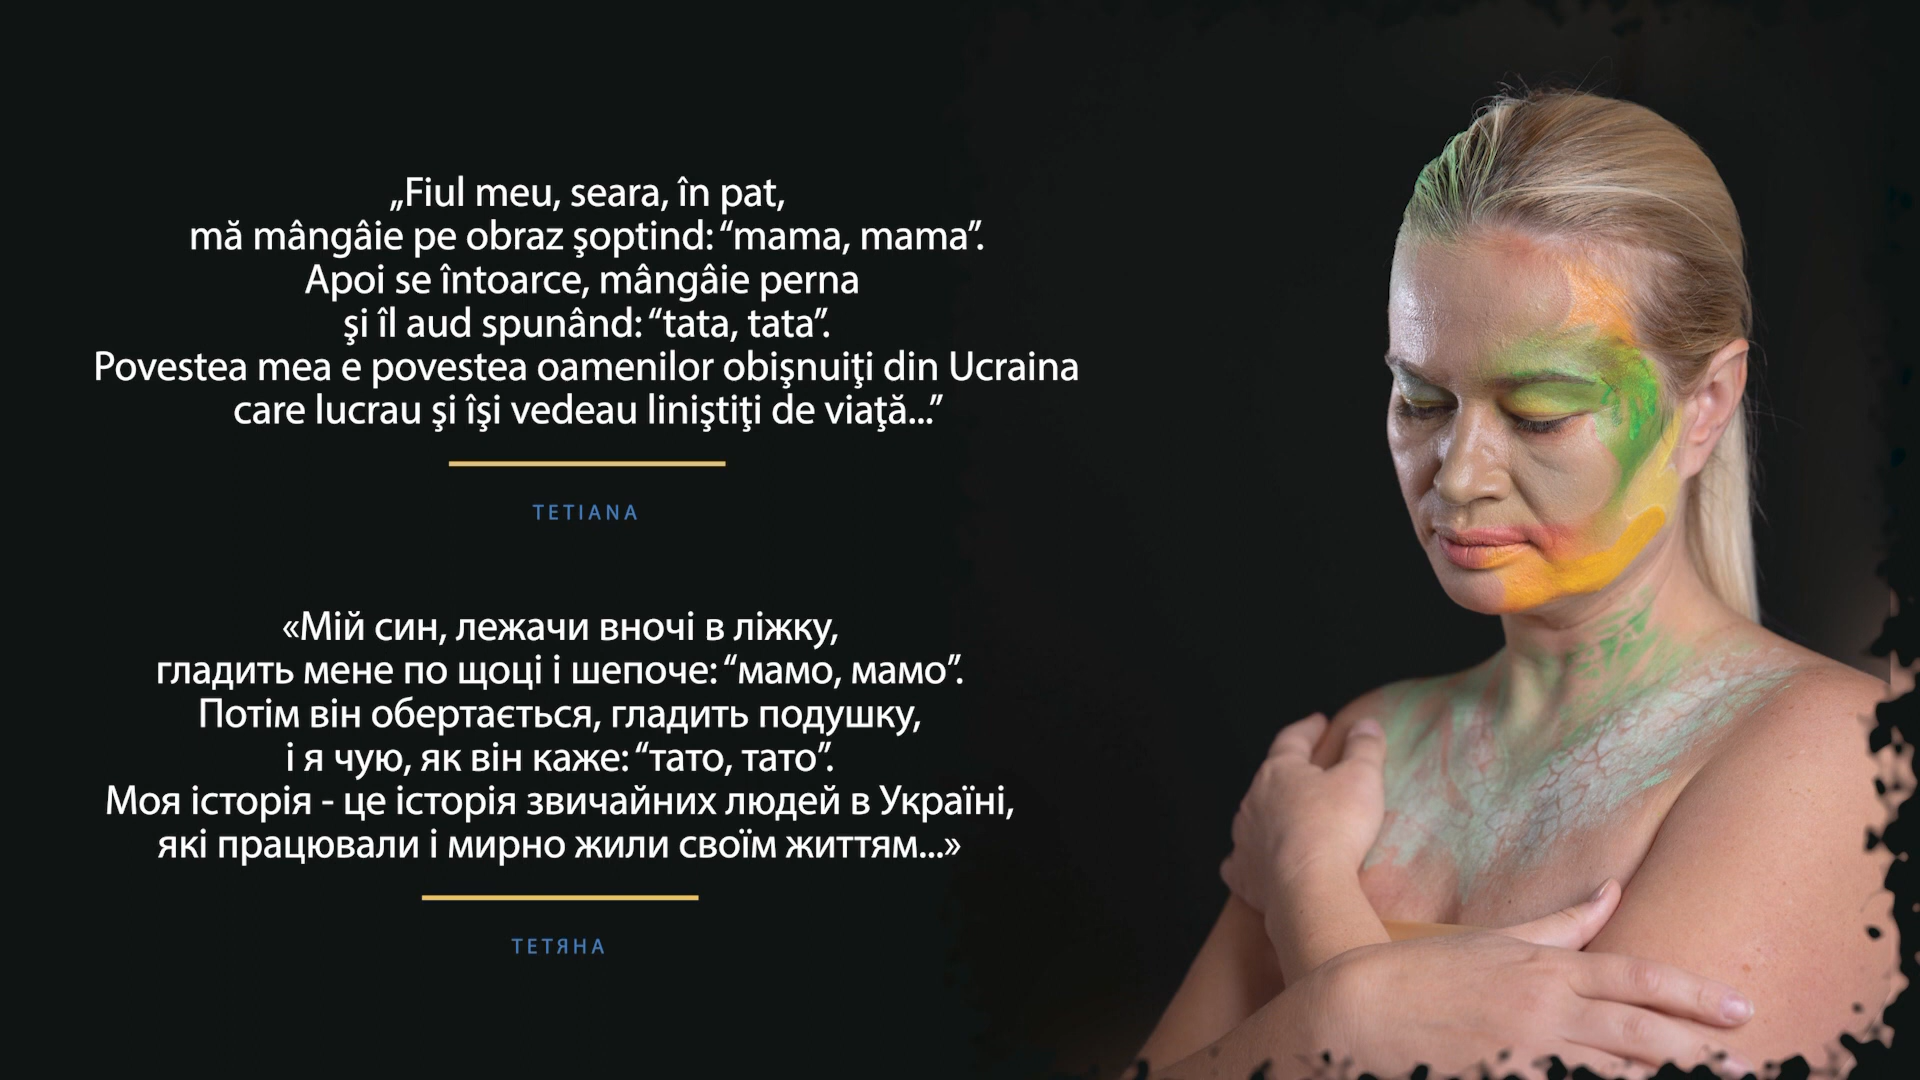 „Fiul meu, seara, în pat,
mă mângâie pe obraz şoptind: “mama, mama”.
Apoi se întoarce, mângâie perna
şi îl aud spunând: “tata, tata”.
Povestea mea e povestea oamenilor obişnuiţi din Ucraina
care lucrau şi îşi vedeau liniştiţi de viaţă...”
TETIANA
«Мій син, лежачи вночі в ліжку,
гладить мене по щоці і шепоче: “мамо, мамо”.
Потім він обертається, гладить подушку,
і я чую, як він каже: “тато, тато”.
Моя історія - це історія звичайних людей в Україні,
які працювали і мирно жили своїм життям...»
ТЕТЯНА